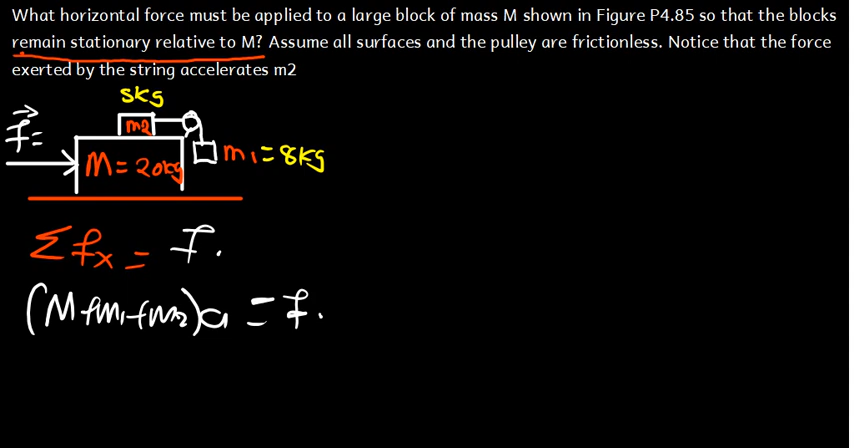 What horizontal force must be applied to a large block of mass M shown in Figure P4.85 so that the blocks
remain stationary relative to M? Assume all surfaces and the pulley are frictionless. Notice that the force
exerted by the string accelerates m2
5kg
f=
m2
m1=8kg
M=20kg
Σfx = f.
(M+m1+m2)a = f.